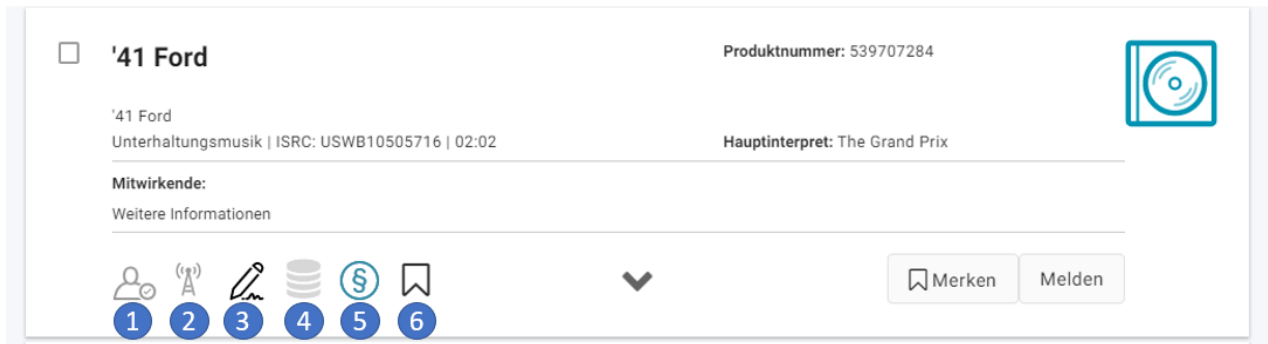 '41 Ford
Produktnummer: 539707284
'41 Ford
Unterhaltungsmusik | ISRC: USWB10505716 | 02:02
Hauptinterpret: The Grand Prix
Mitwirkende:
Weitere Informationen
§
Merken
Melden
1 2 3 4 5 6